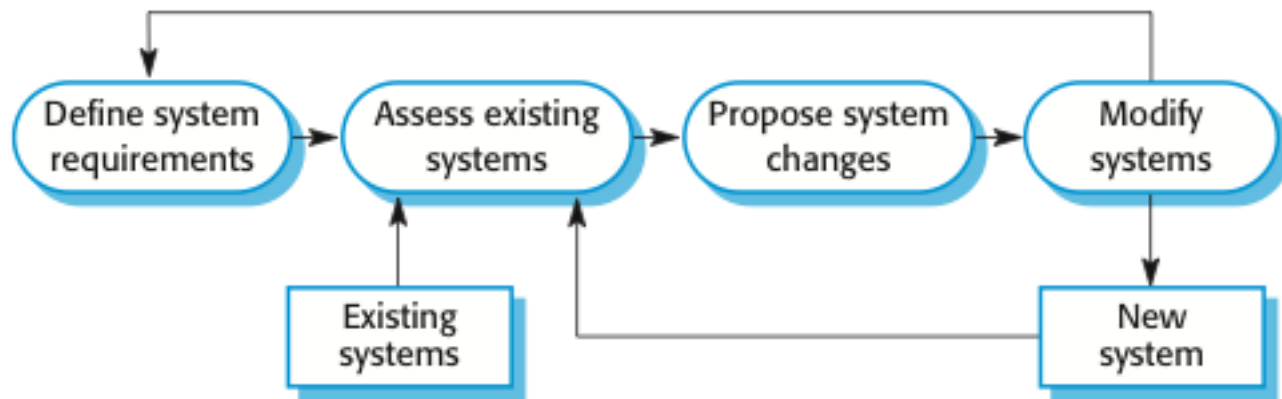 Define system
requirements
Assess existing
systems
Propose system
changes
Modify
systems
Existing
systems
New
system